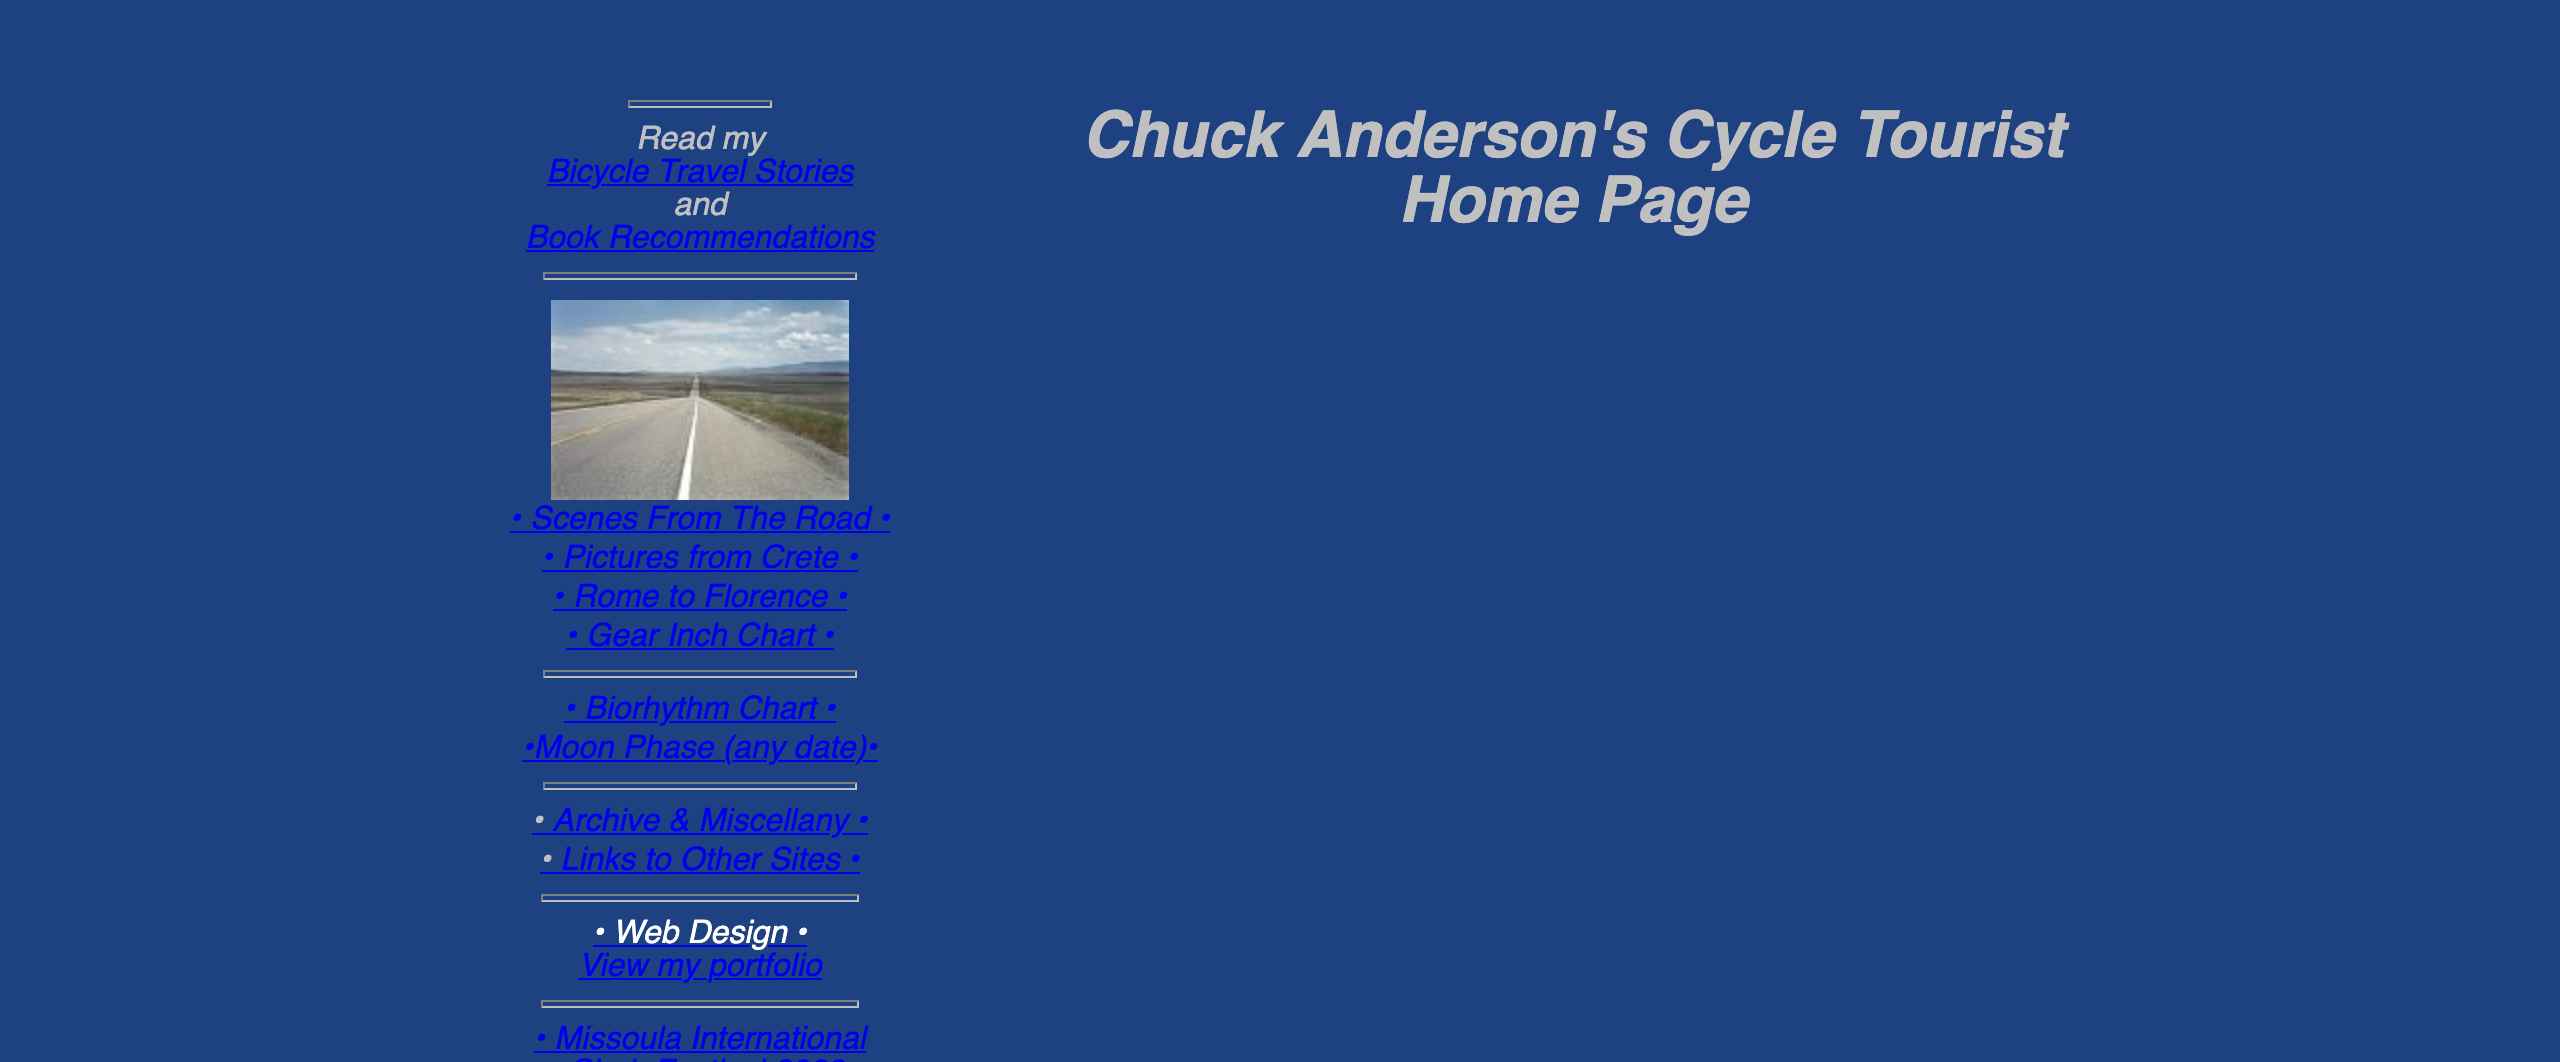 Read my
Bicycle Travel Stories
and
Book Recommendations
Chuck Anderson's Cycle Tourist
Home Page
• Scenes From The Road •
• Pictures from Crete •
• Rome to Florence •
• Gear Inch Chart •
• Biorhythm Chart •
•Moon Phase (any date)•
• Archive & Miscellany •
• Links to Other Sites •
• Web Design •
View my portfolio
• Missoula International